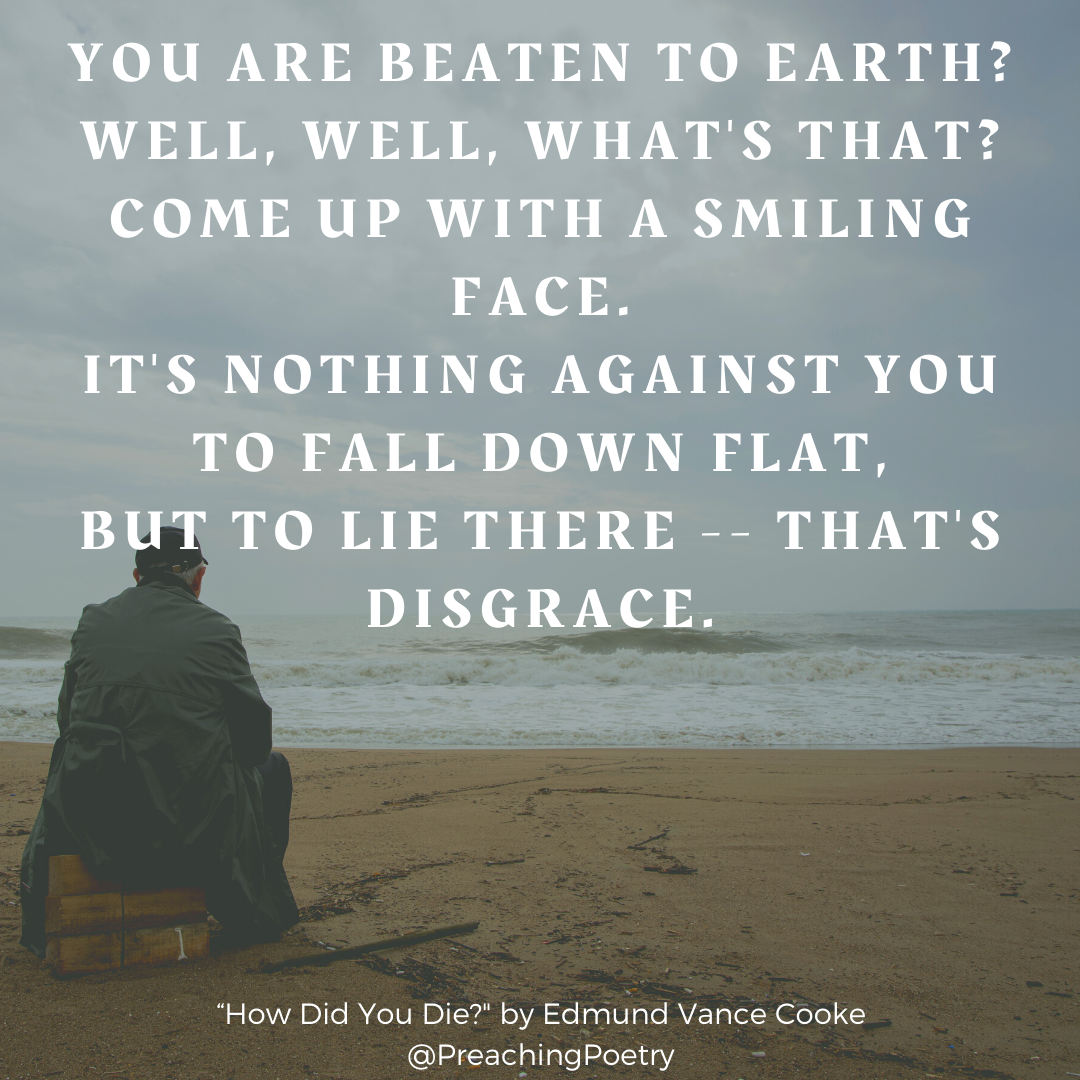 YOU ARE BEATEN TO EARTH?
WELL, WELL, WHAT'S THAT?
COME UP WITH A SMILING
FACE.
IT'S NOTHING AGAINST YOU
TO FALL DOWN FLAT,
BUT TO LIE THERE -- THAT'S
DISGRACE.
“How Did You Die?" by Edmund Vance Cooke
@PreachingPoetry